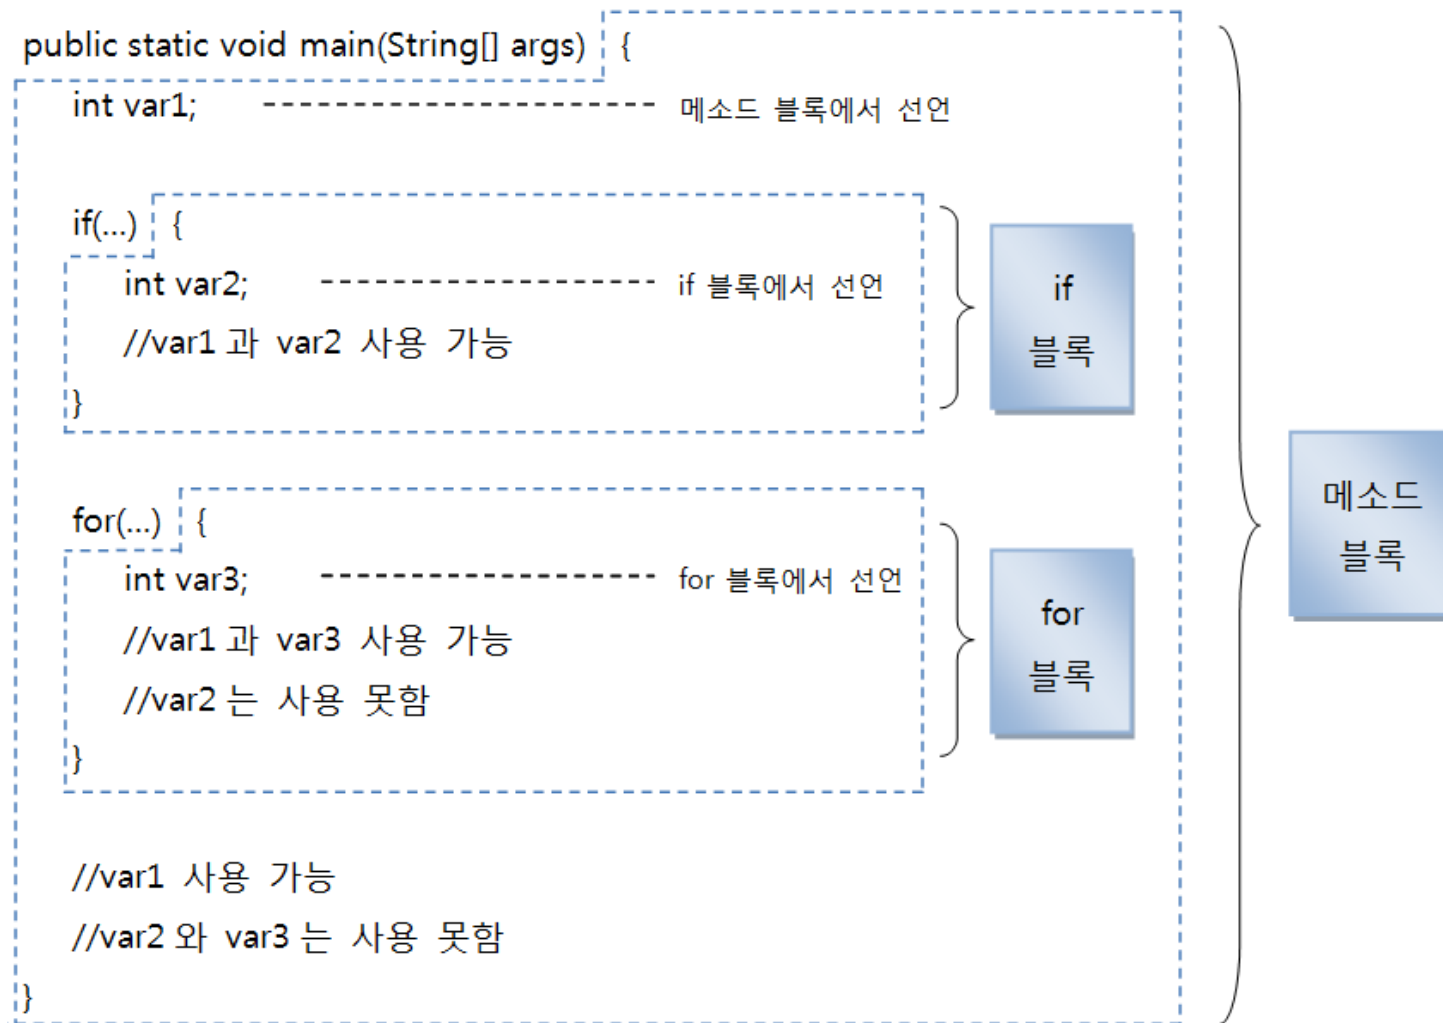 public static void main(String[] args) {
int var1; 메소드 블록에서 선언
if(...) {
int var2; if 블록에서 선언
//var1 과 var2 사용 가능
}
if
블록
for(...) {
int var3; for 블록에서 선언
//var1 과 var3 사용 가능
//var2 는 사용 못함
}
for
블록
메소드
블록
//var1 사용 가능
//var2 와 var3 는 사용 못함
}